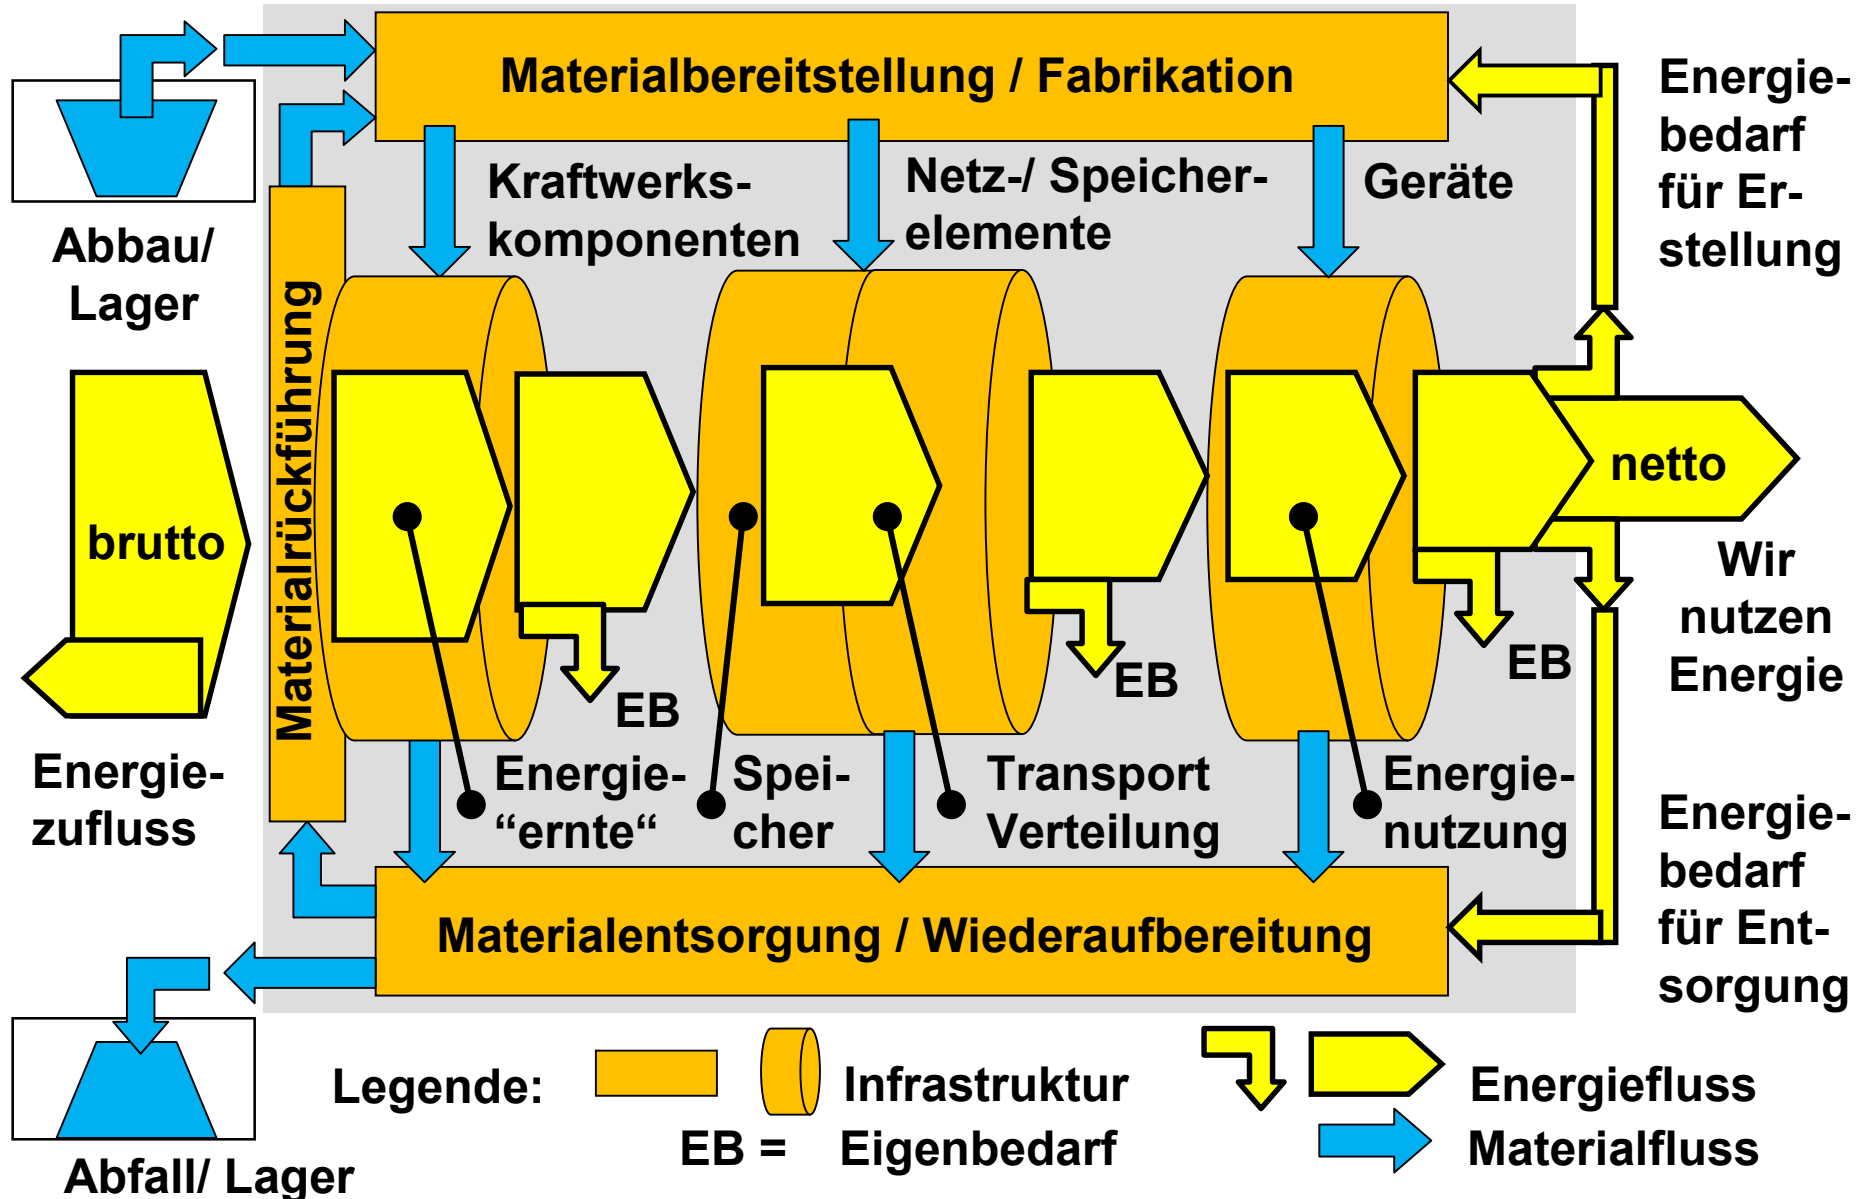 Materialbereitstellung / Fabrikation
Energie-
bedarf
für Er-
stellung
Kraftwerks-
komponenten
Netz-/ Speicher-
elemente
Geräte
Abbau/
Lager
Materialrückführung
brutto
netto
Wir
nutzen
Energie
EB
EB
EB
Energie-
zufluss
Energie-
“ernte“
Spei-
cher
Transport
Verteilung
Energie-
nutzung
Energie-
bedarf
für Ent-
sorgung
Materialentsorgung / Wiederaufbereitung
Abfall/ Lager
Legende:
Infrastruktur
Energiefluss
EB = Eigenbedarf
Materialfluss